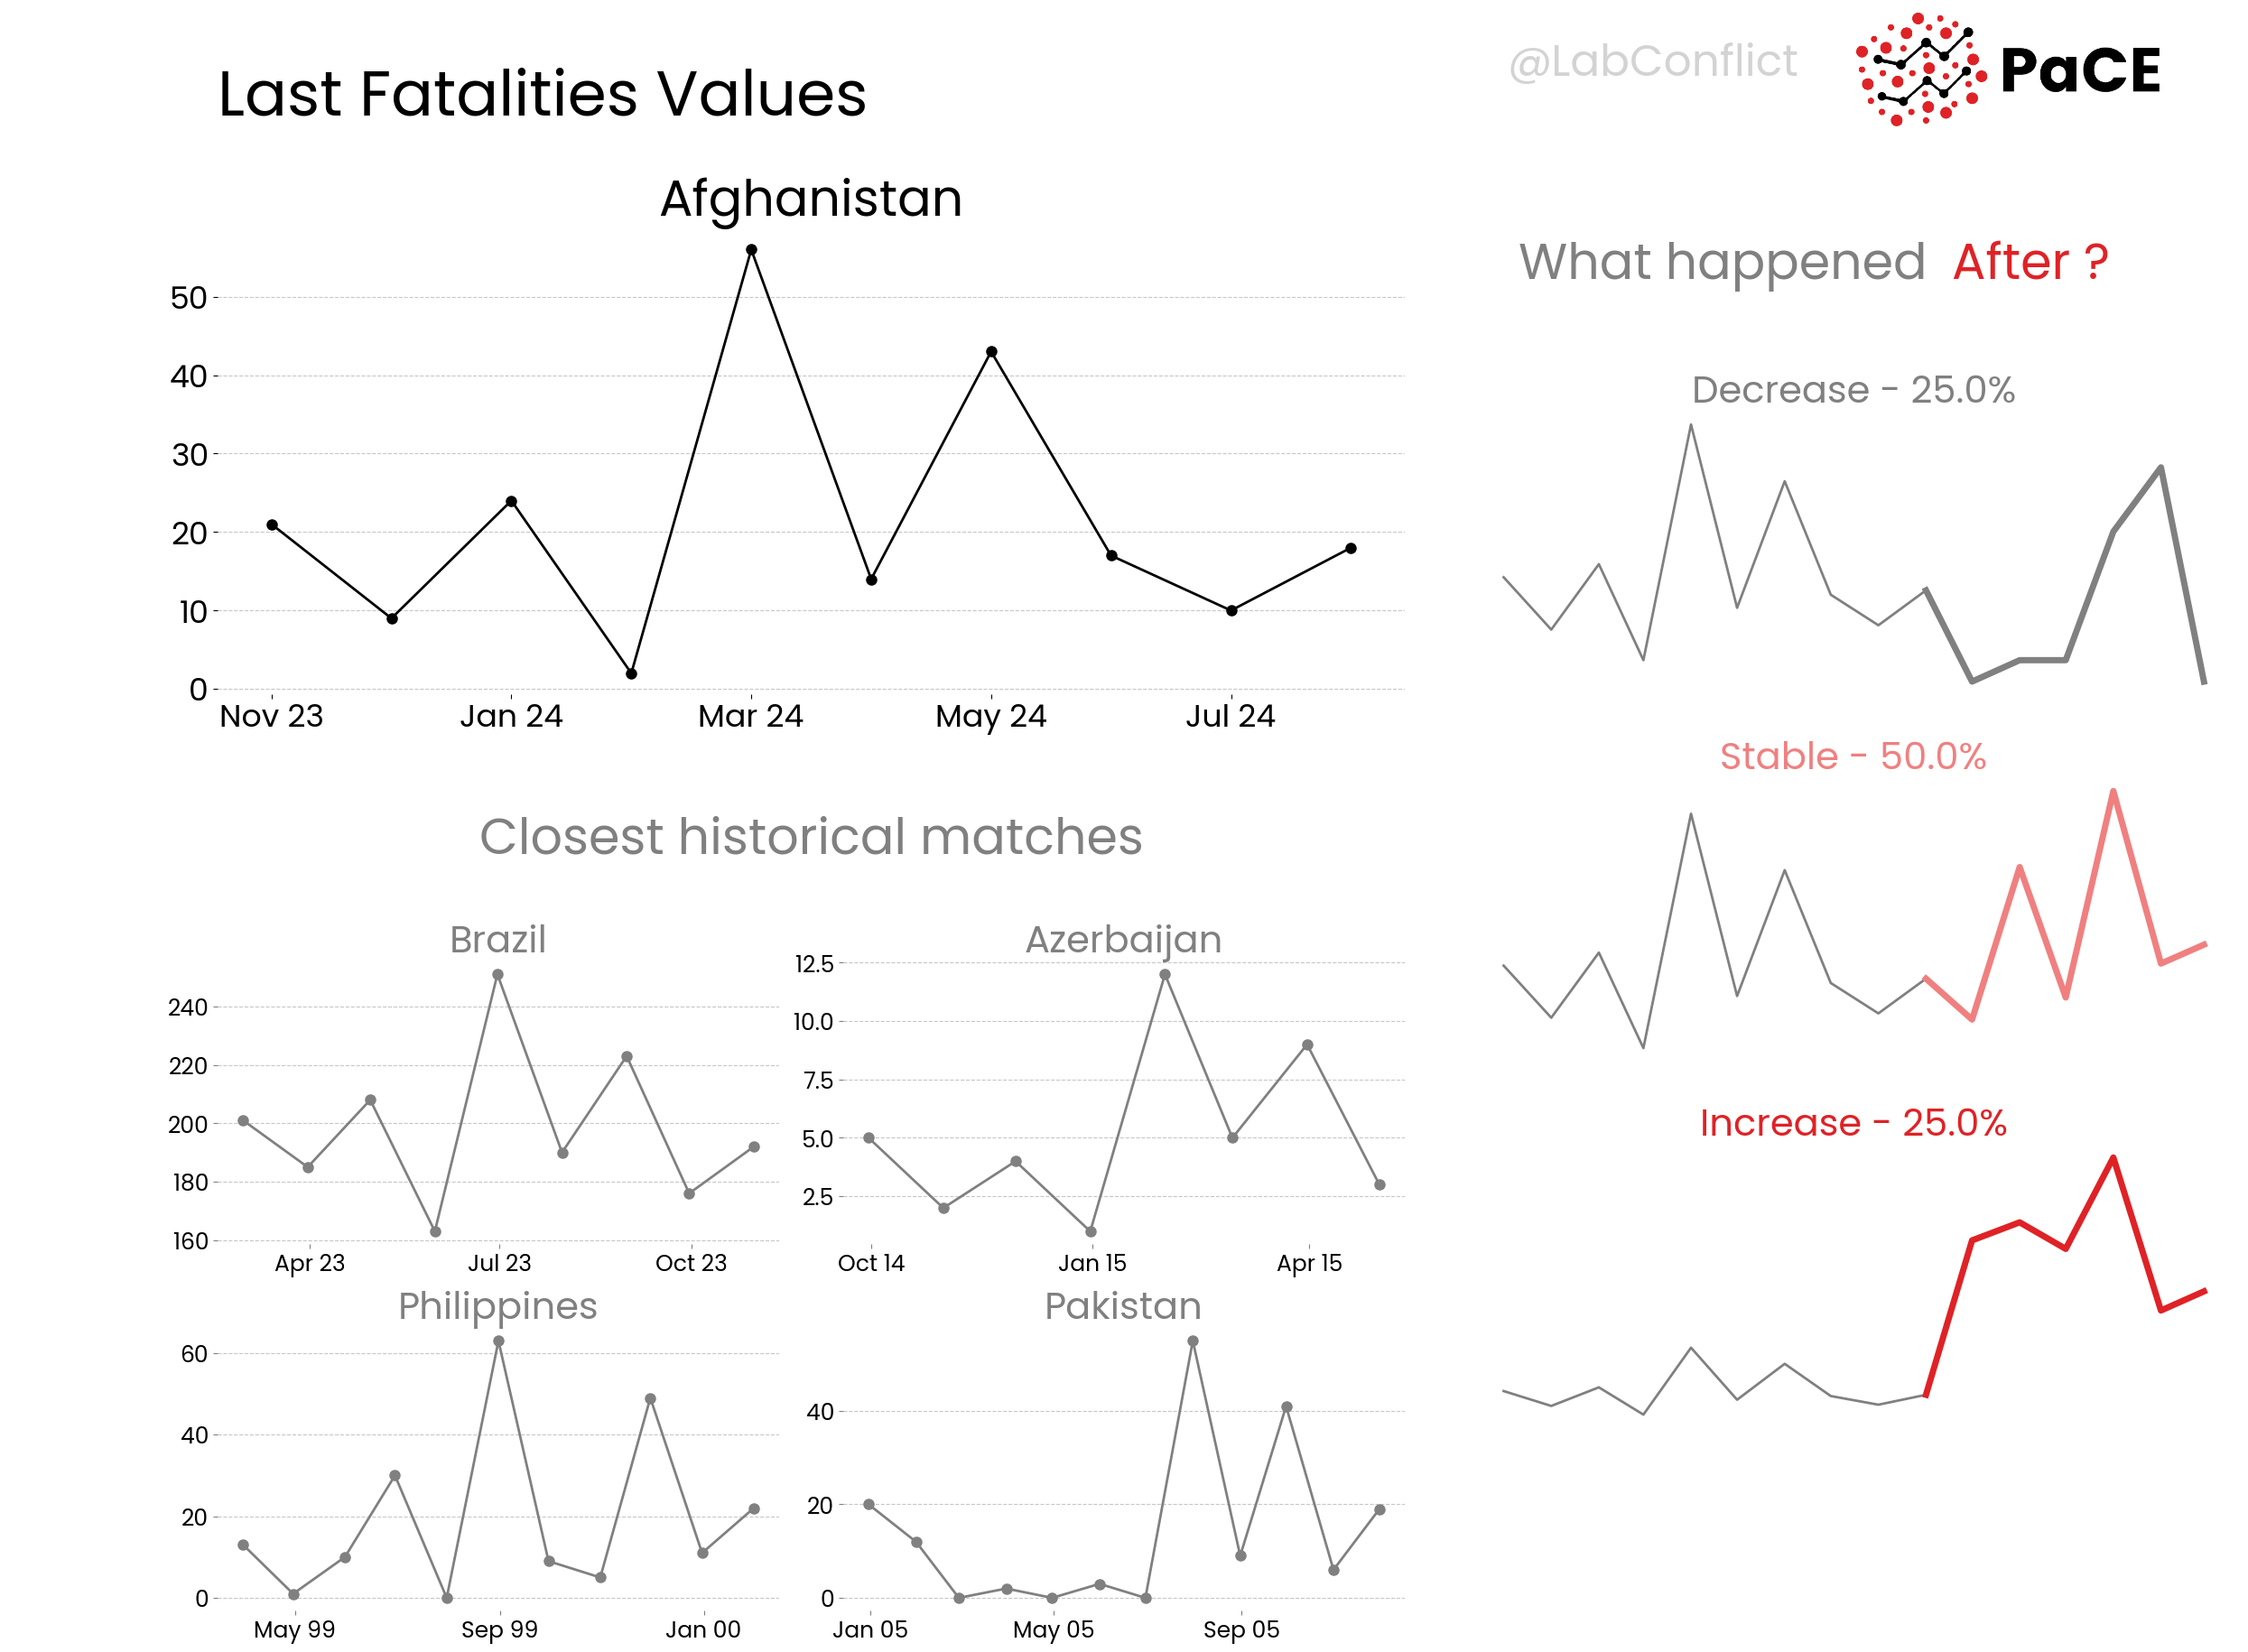 @LabConflict
PaCE
Last Fatalities Values
Afghanistan
50
40
30
20
10
0
Nov 23
Jan 24
Mar 24
May 24
Jul 24
What happened After ?
Decrease - 25.0%
Stable - 50.0%
Increase - 25.0%
Closest historical matches
Brazil
240
220
200
180
160
Apr 23
Jul 23
Oct 23
Azerbaijan
12.5
10.0
7.5
5.0
2.5
Oct 14
Jan 15
Apr 15
Philippines
60
40
20
0
May 99
Sep 99
Jan 00
Pakistan
40
20
0
Jan 05
May 05
Sep 05